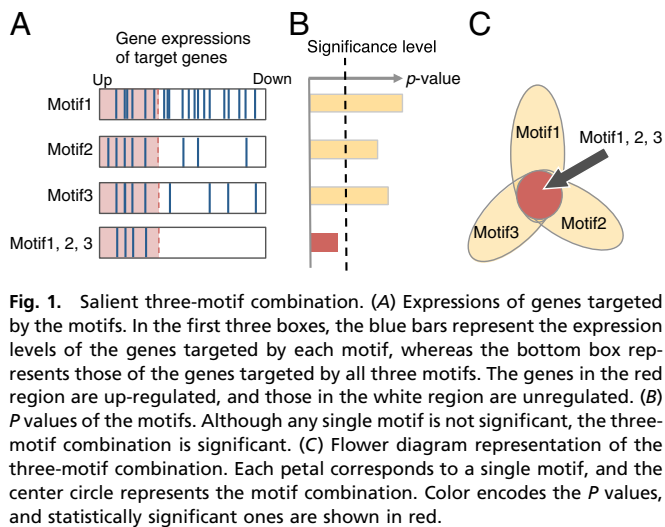 A
B
C
Gene expressions
of target genes
Up
Down
Motif1
Motif2
Motif3
Motif1, 2, 3
Significance level
p-value
Motif1
Motif1, 2, 3
Motif3
Motif2
Fig. 1. Salient three-motif combination. (A) Expressions of genes targeted
by the motifs. In the first three boxes, the blue bars represent the expression
levels of the genes targeted by each motif, whereas the bottom box rep-
resents those of the genes targeted by all three motifs. The genes in the red
region are up-regulated, and those in the white region are unregulated. (B)
P values of the motifs. Although any single motif is not significant, the three-
motif combination is significant. (C) Flower diagram representation of the
three-motif combination. Each petal corresponds to a single motif, and the
center circle represents the motif combination. Color encodes the P values,
and statistically significant ones are shown in red.